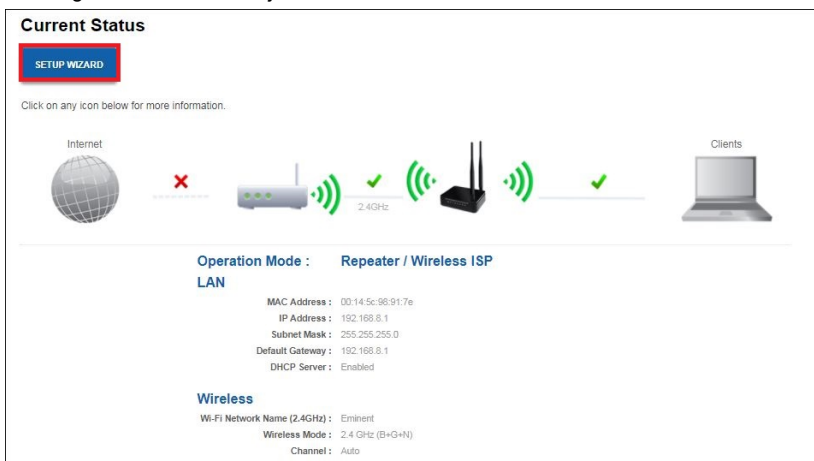 Current Status
SETUP WIZARD
Click on any icon below for more information.
Internet
Clients
2.4GHz
Operation Mode : Repeater / Wireless ISP
LAN
MAC Address : 00:14:5c:98:91:7e
IP Address : 192.168.8.1
Subnet Mask : 255.255.255.0
Default Gateway : 192.168.8.1
DHCP Server : Enabled
Wireless
Wi-Fi Network Name (2.4GHz) : Eminent
Wireless Mode : 2.4 GHz (B+G+N)
Channel : Auto